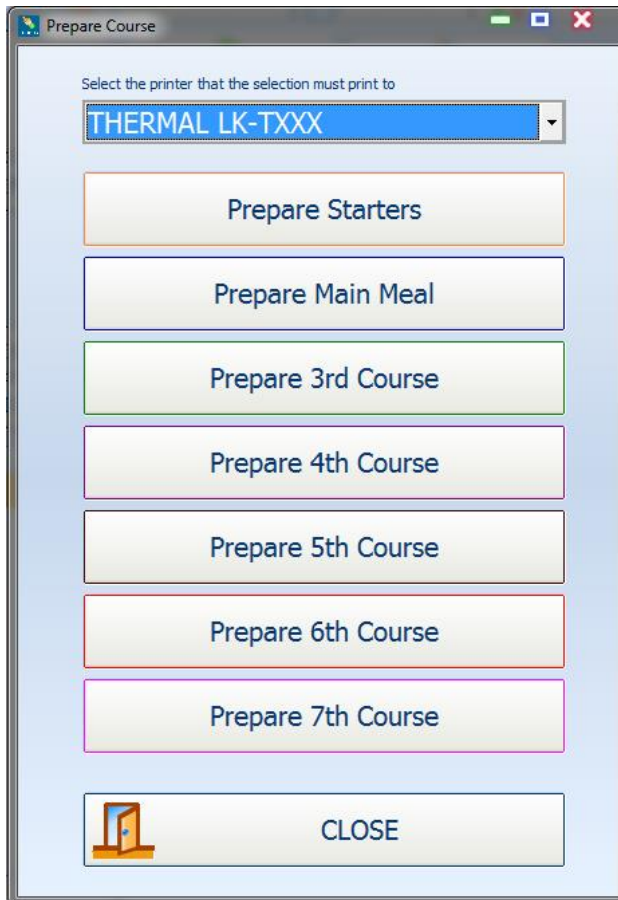 Prepare Course
Select the printer that the selection must print to
THERMAL LK-TXXX
Prepare Starters
Prepare Main Meal
Prepare 3rd Course
Prepare 4th Course
Prepare 5th Course
Prepare 6th Course
Prepare 7th Course
CLOSE